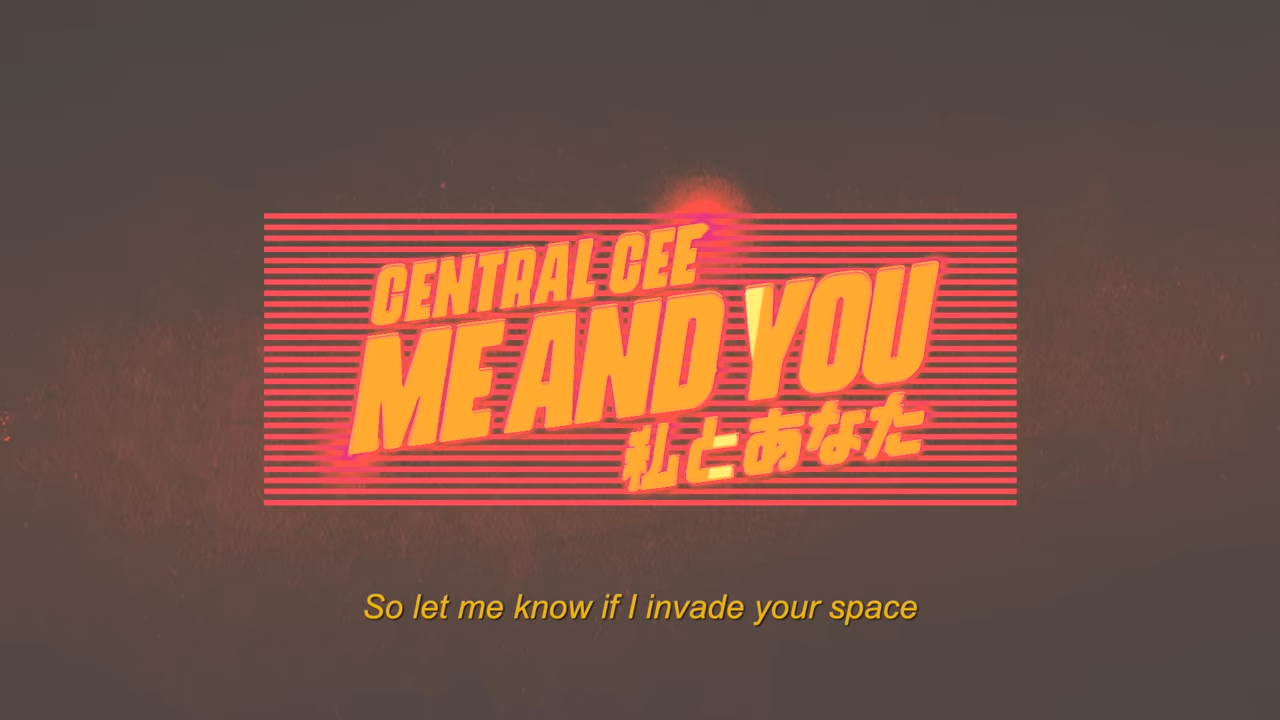 CENTRAL CEE
ME AND YOU
私とあなた
So let me know if I invade your space